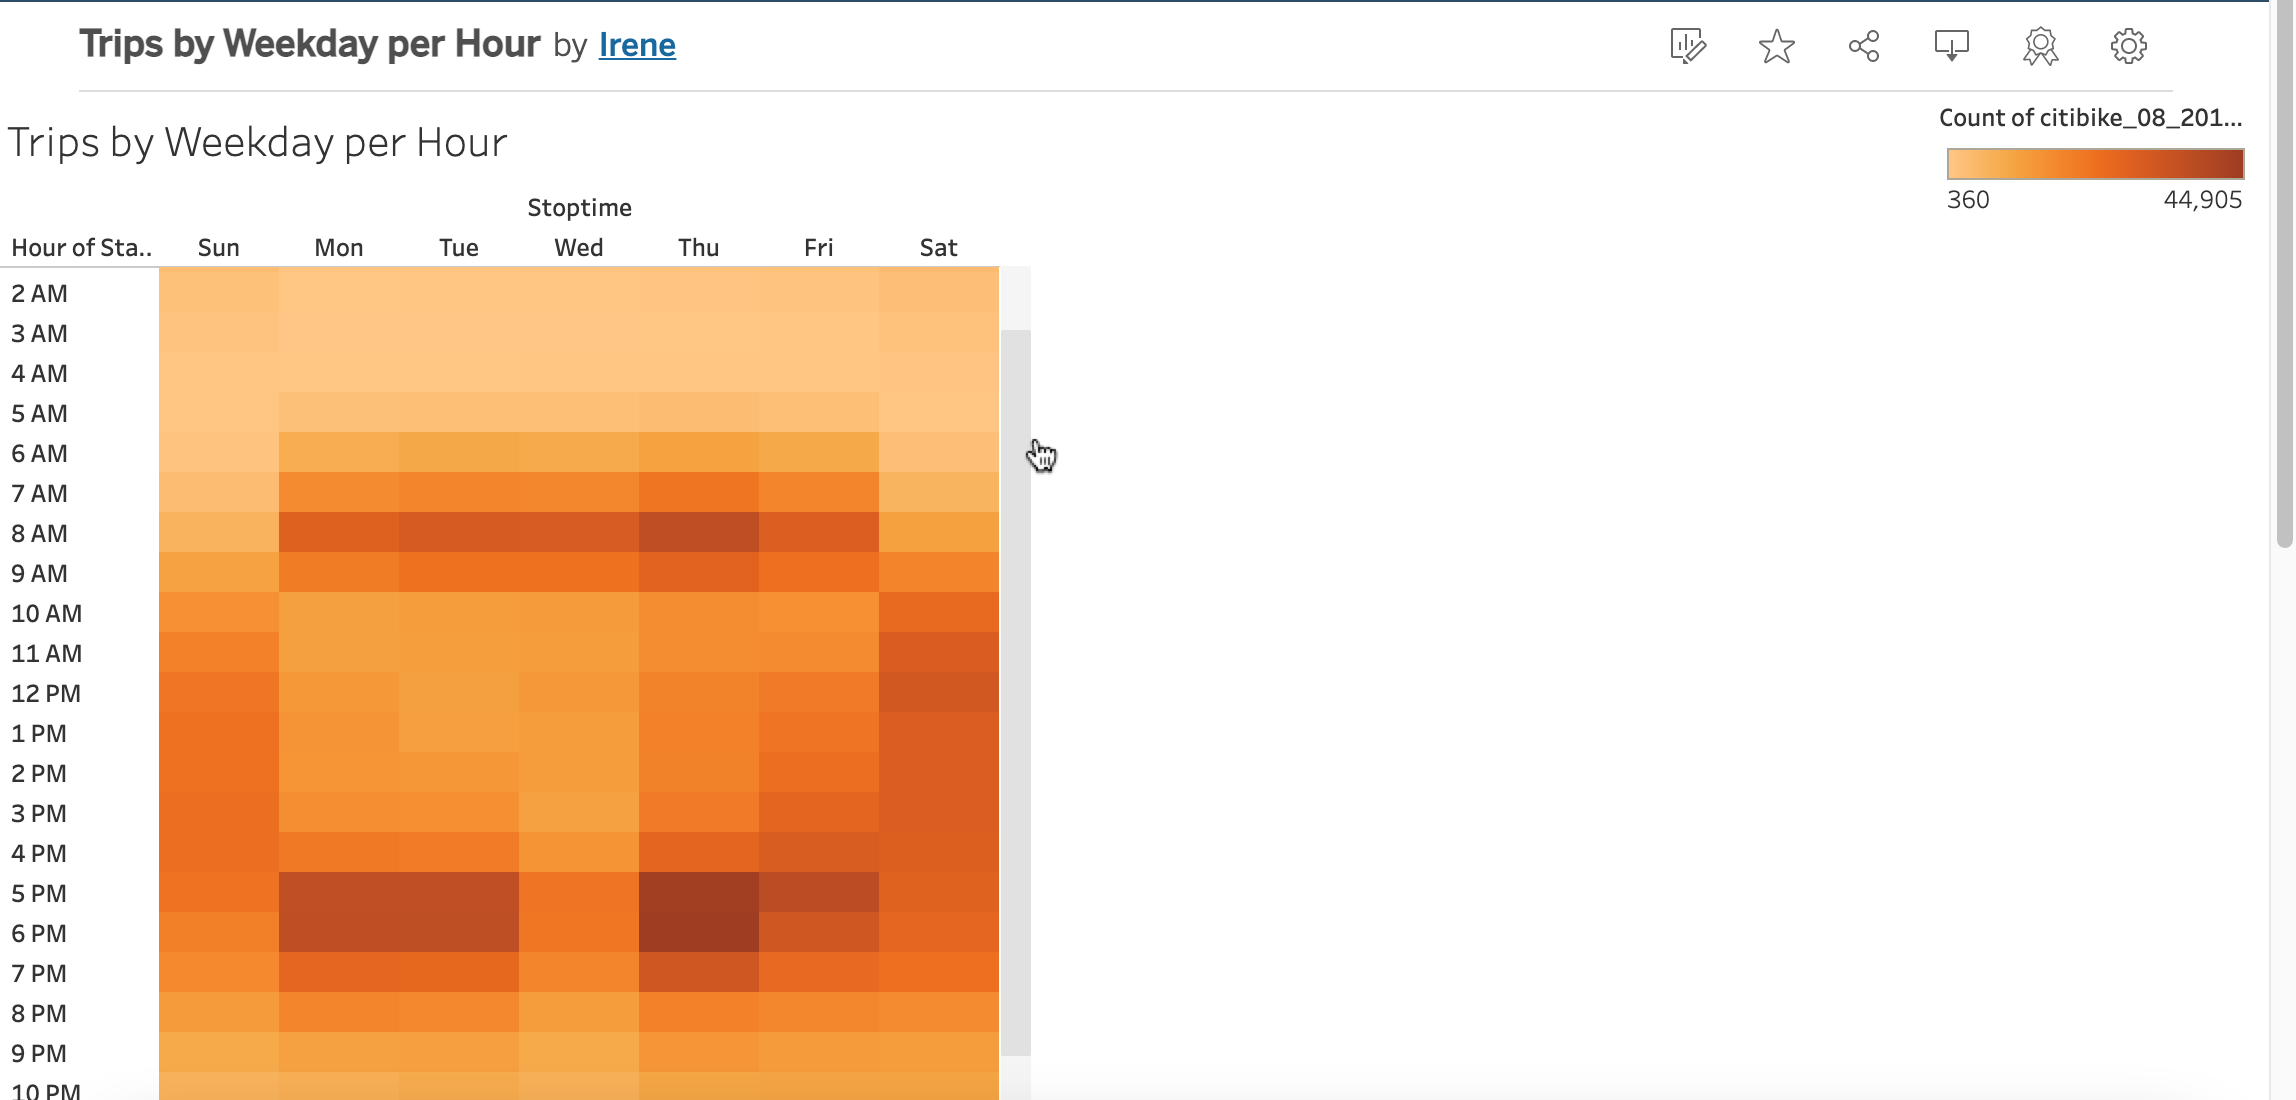 Trips by Weekday per Hour by Irene
Count of citibike_08_201...
360 44,905
Trips by Weekday per Hour
Stoptime
Hour of Sta.. Sun Mon Tue Wed Thu Fri Sat
2 AM
3 AM
4 AM
5 AM
6 AM
7 AM
8 AM
9 AM
10 AM
11 AM
12 PM
1 PM
2 PM
3 PM
4 PM
5 PM
6 PM
7 PM
8 PM
9 PM
10 PM